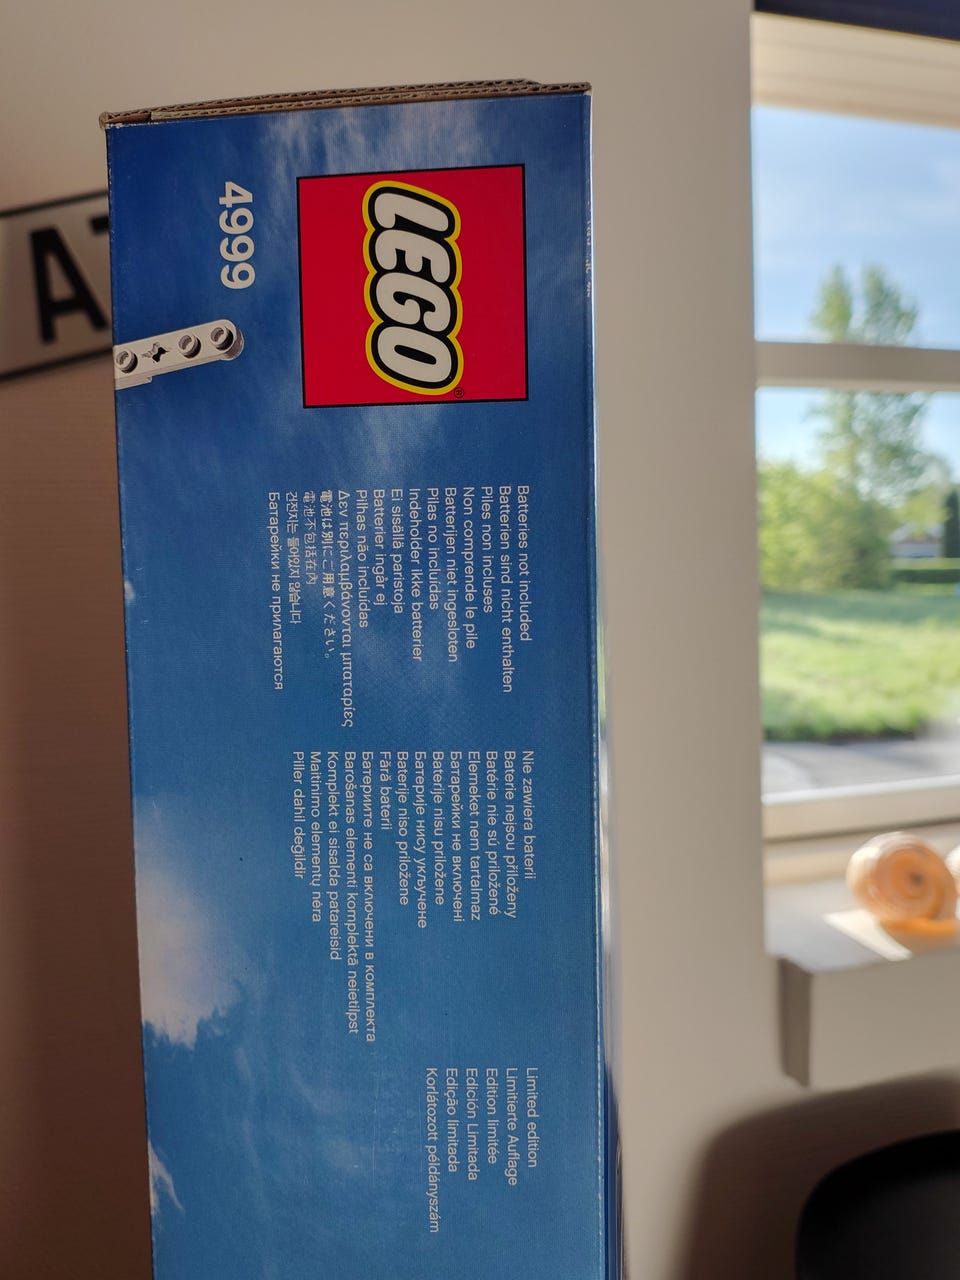 A
LEGO®
4999
Batteries not included
Batterien sind nicht enthalten
Piles non incluses
Non comprende le pile
Batterijen niet ingesloten
Pilas no incluidas
Indeholder ikke batterier
Ei sisällä paristoja
Batterier ingår ej
Pilhas não incluídas
Δεν περιλαμβάνονται μπαταρίες
電池は別にご用意ください。
電池不包括在內
건전지는 들어있지 않습니다.
Батарейки не прилагаются
Nie zawiera baterii
Baterie nejsou přiloženy
Batérie nie sú priložené
Elemeket nem tartalmaz
Батарейки не включені
Baterije nisu priložene
Батерије нису укључене
Baterije niso priložene
Fără baterii
Батериите не са включени в комплекта
Barošanas elementi komplektā neietilpst
Komplekt ei sisalda patareisid
Maitinimo elementų nėra
Piller dahil değildir
Limited edition
Limitierte Auflage
Edition limitée
Edición Limitada
Edição limitada
Korlátozott példányszám